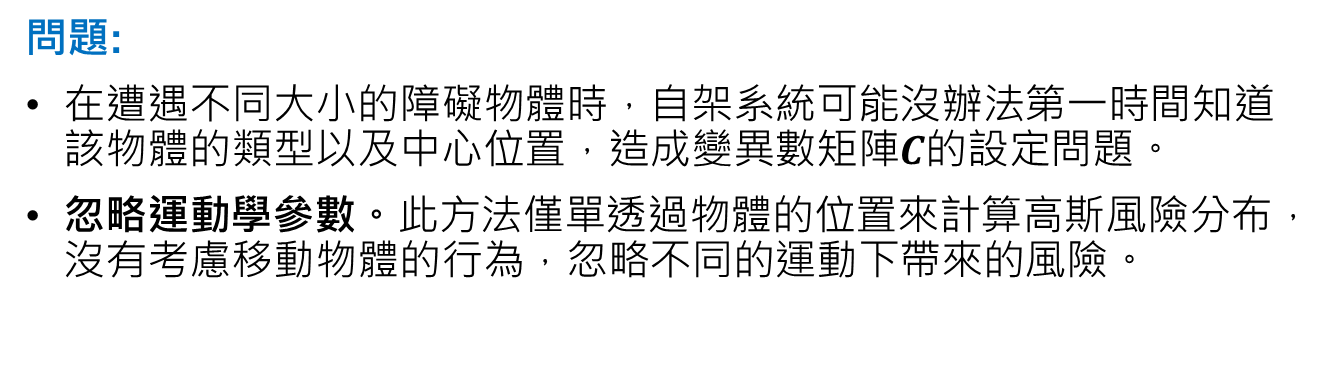 問題:
• 在遭遇不同大小的障礙物體時，自架系統可能沒辦法第一時間知道
該物體的類型以及中心位置，造成變異數矩陣C的設定問題。
• 忽略運動學參數。此方法僅單透過物體的位置來計算高斯風險分布，
沒有考慮移動物體的行為，忽略不同的運動下帶來的風險。